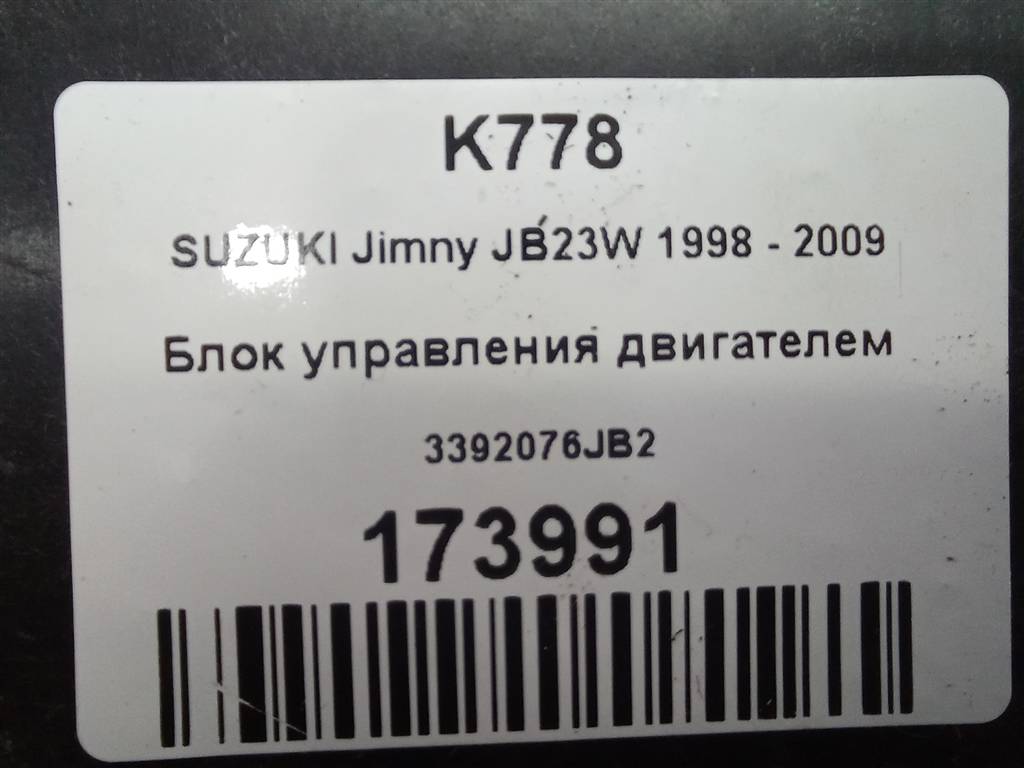 K778
SUZUKI Jimny JB23W 1998 - 2009
Блок управления двигателем
3392076JB2
173991